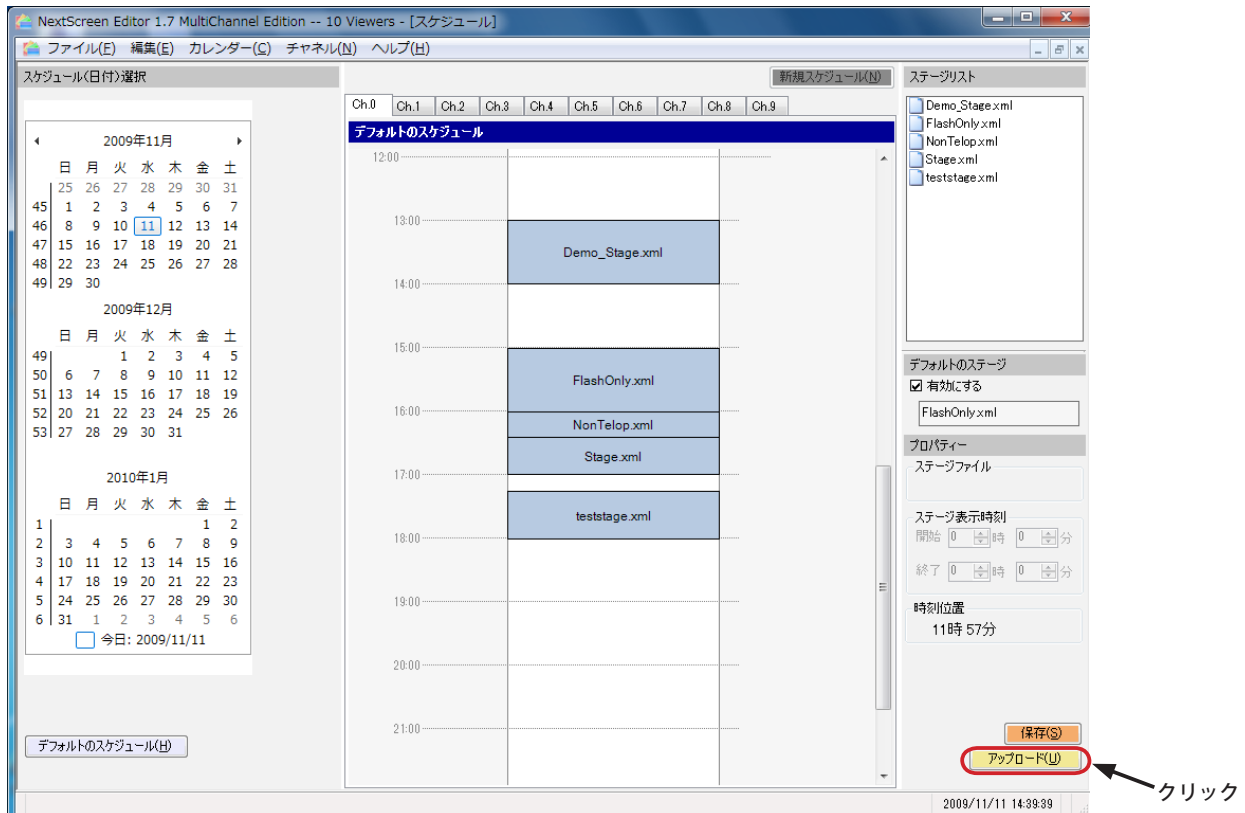 NextScreen Editor 1.7 MultiChannel Edition -- 10 Viewers - [スケジュール]
ファイル(F) 編集(E) カレンダー(C) チャネル(N) ヘルプ(H)
スケジュール(日付)選択
2009年11月
日 月 火 水 木 金 土
25 26 27 28 29 30 31
45 1 2 3 4 5 6 7
46 8 9 10 11 12 13 14
47 15 16 17 18 19 20 21
48 22 23 24 25 26 27 28
49 29 30
2009年12月
日 月 火 水 木 金 土
49 1 2 3 4 5
50 6 7 8 9 10 11 12
51 13 14 15 16 17 18 19
52 20 21 22 23 24 25 26
53 27 28 29 30 31
2010年1月
日 月 火 水 木 金 土
1 1 2
2 3 4 5 6 7 8 9
3 10 11 12 13 14 15 16
4 17 18 19 20 21 22 23
5 24 25 26 27 28 29 30
6 31 1 2 3 4 5 6
今日: 2009/11/11
デフォルトのスケジュール(H)
新規スケジュール(N)
Ch.0 Ch.1 Ch.2 Ch.3 Ch.4 Ch.5 Ch.6 Ch.7 Ch.8 Ch.9
デフォルトのスケジュール
12:00
13:00
Demo_Stage.xml
14:00
15:00
FlashOnly.xml
16:00
NonTelop.xml
Stage.xml
17:00
teststage.xml
18:00
19:00
20:00
21:00
ステージリスト
Demo_Stage.xml
FlashOnly.xml
NonTelop.xml
Stage.xml
teststage.xml
デフォルトのステージ
有効にする
FlashOnly.xml
プロパティー
ステージファイル
ステージ表示時刻
開始 0 時 0 分
終了 0 時 0 分
時刻位置
11時 57分
保存(S)
アップロード(U)
クリック
2009/11/11 14:39:39